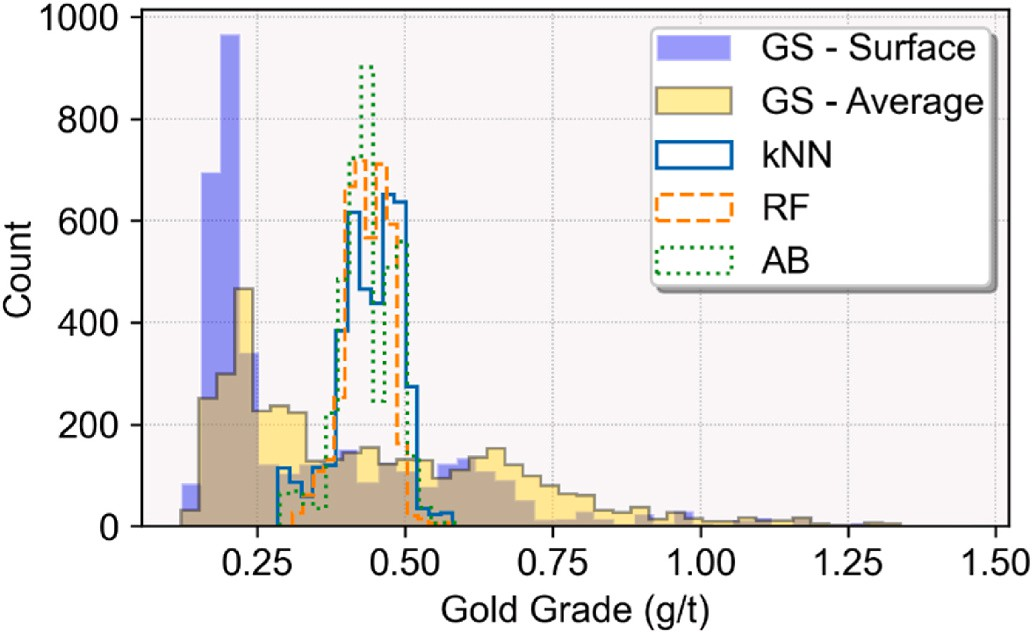 1000
800
600
400
200
0
Count
GS - Surface
GS - Average
kNN
RF
AB
0.25 0.50 0.75 1.00 1.25 1.50
Gold Grade (g/t)